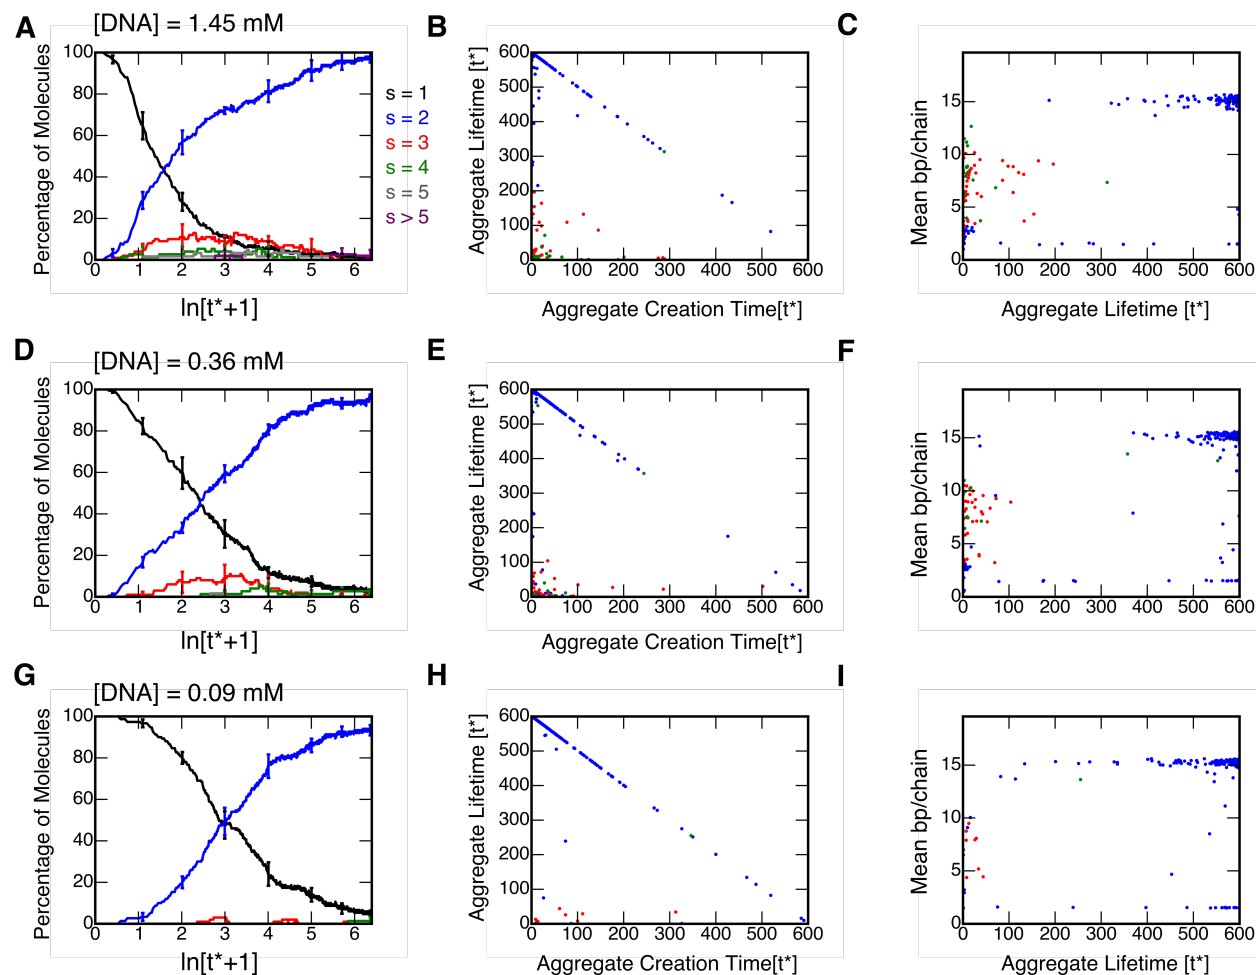 A
[DNA] = 1.45 mM
B
C
Percentage of Molecules
100
80
60
40
20
0
0 1 2 3 4 5 6
ln[t*+1]
s = 1
s = 2
s = 3
s = 4
s = 5
s > 5
Aggregate Lifetime [t*]
600
500
400
300
200
100
0
0 100 200 300 400 500 600
Aggregate Creation Time[t*]
Mean bp/chain
15
10
5
0
0 100 200 300 400 500 600
Aggregate Lifetime [t*]
D
[DNA] = 0.36 mM
E
F
Percentage of Molecules
100
80
60
40
20
0
0 1 2 3 4 5 6
ln[t*+1]
Aggregate Lifetime [t*]
600
500
400
300
200
100
0
0 100 200 300 400 500 600
Aggregate Creation Time[t*]
Mean bp/chain
15
10
5
0
0 100 200 300 400 500 600
G
[DNA] = 0.09 mM
H
I
Percentage of Molecules
100
80
60
40
20
0
0 1 2 3 4 5 6
ln[t*+1]
Aggregate Lifetime [t*]
600
500
400
300
200
100
0
0 100 200 300 400 500 600
Aggregate Creation Time[t*]
Mean bp/chain
15
10
5
0
0 100 200 300 400 500 600
Aggregate Lifetime [t*]